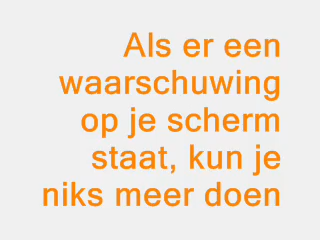 Als er een
waarschuwing
op je scherm
staat, kun je
niks meer doen